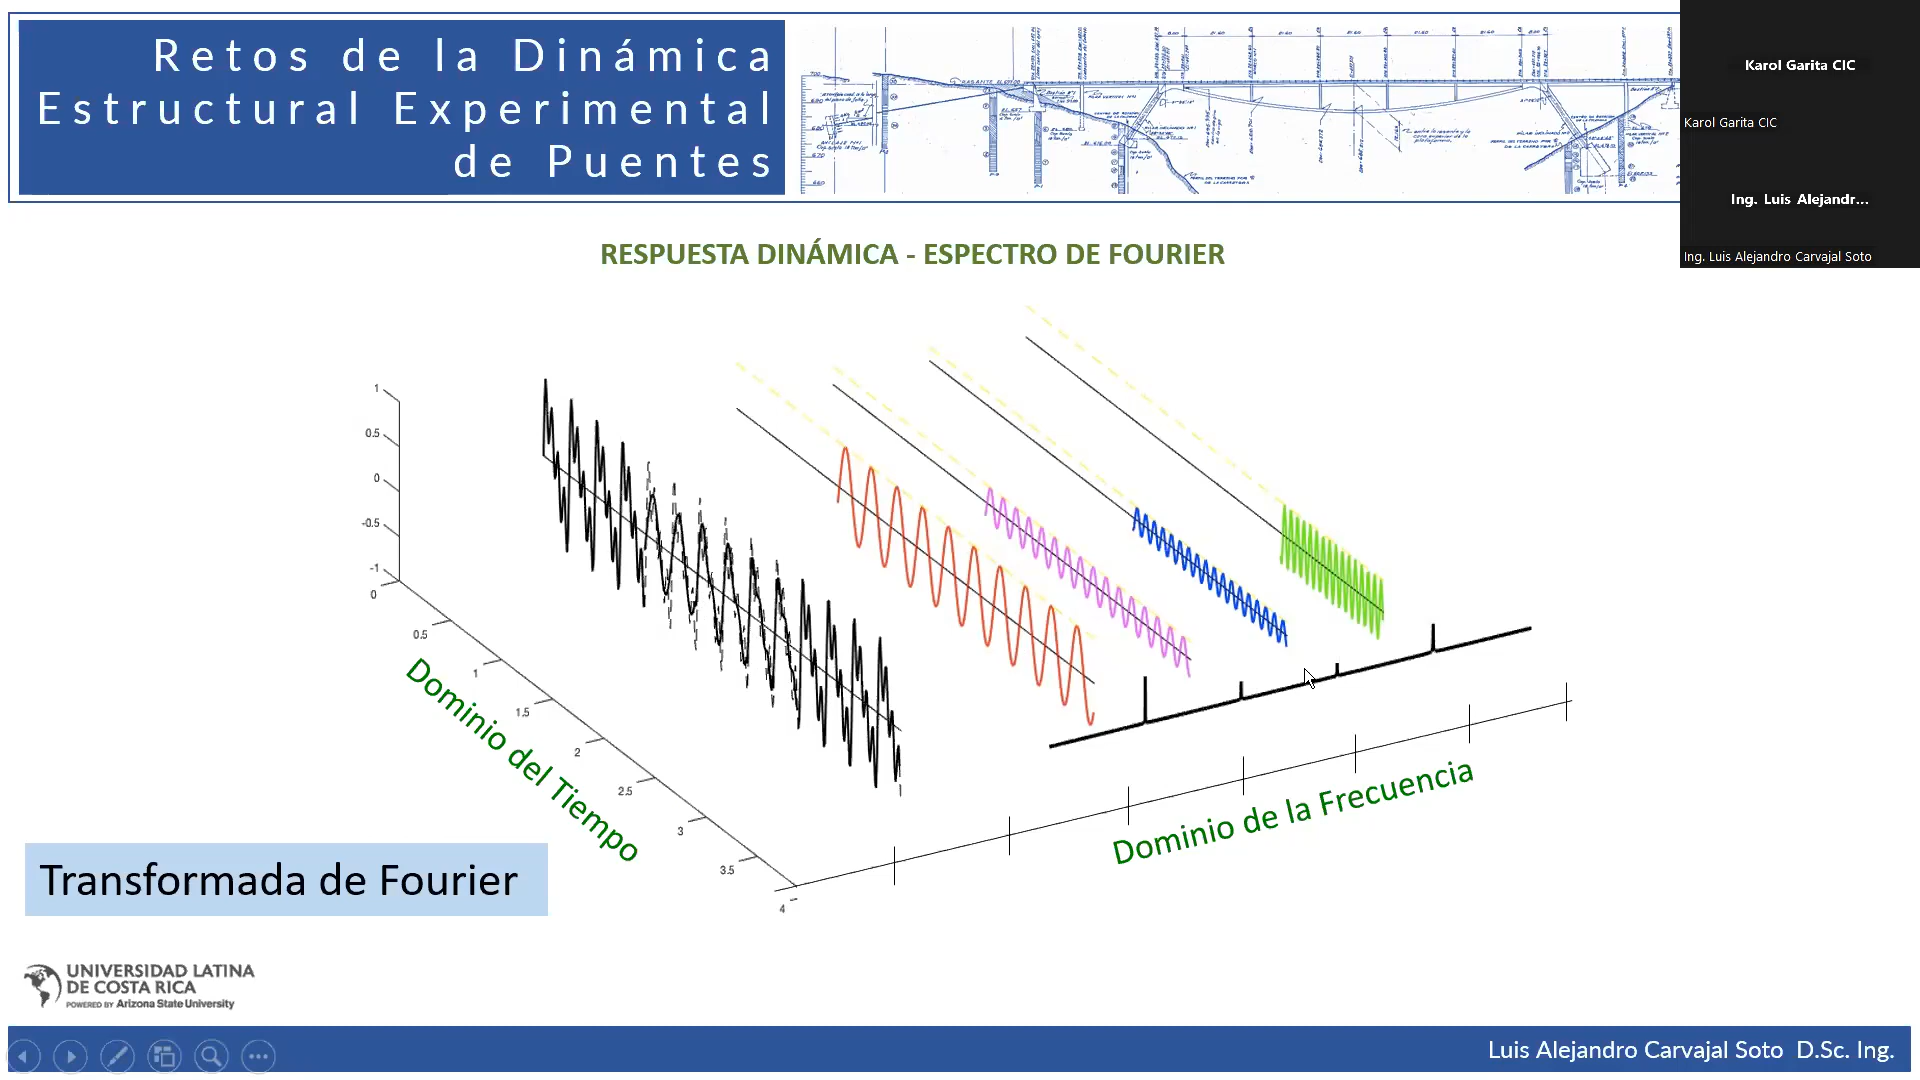 Retos de la Dinámica
Estructural Experimental
de Puentes
Karol Garita CIC
Karol Garita CIC
Ing. Luis Alejandr...
Ing. Luis Alejandro Carvajal Soto
RESPUESTA DINÁMICA - ESPECTRO DE FOURIER
1
0.5
0
-0.5
-1
0
0.5
1
1.5
2
2.5
3
3.5
4
Dominio del Tiempo
Dominio de la Frecuencia
Transformada de Fourier
UNIVERSIDAD LATINA
DE COSTA RICA
POWERED BY Arizona State University
Luis Alejandro Carvajal Soto D.Sc. Ing.